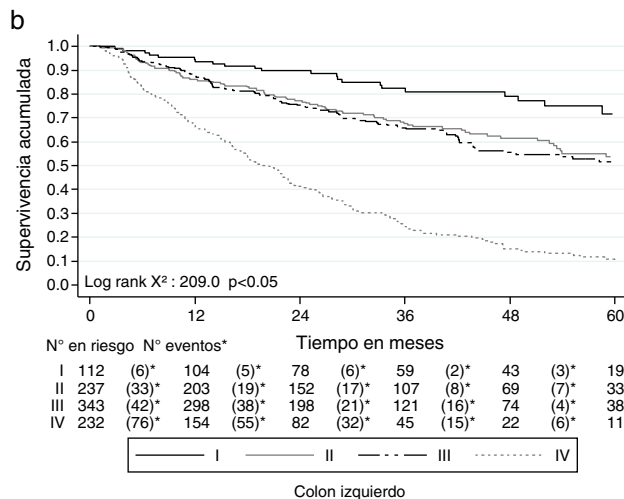 b
1.0
0.9
0.8
0.7
0.6
0.5
0.4
0.3
0.2
0.1
0.0
Supervivencia acumulada
Log rank X² : 209.0 p<0.05
0 12 24 36 48 60
Tiempo en meses
N° en riesgo N° eventos*
I 112 (6)* 104 (5)* 78 (6)* 59 (2)* 43 (3)* 19
II 237 (33)* 203 (19)* 152 (17)* 107 (8)* 69 (7)* 33
III 343 (42)* 298 (38)* 198 (21)* 121 (16)* 74 (4)* 38
IV 232 (76)* 154 (55)* 82 (32)* 45 (15)* 22 (6)* 11
I II III IV
Colon izquierdo